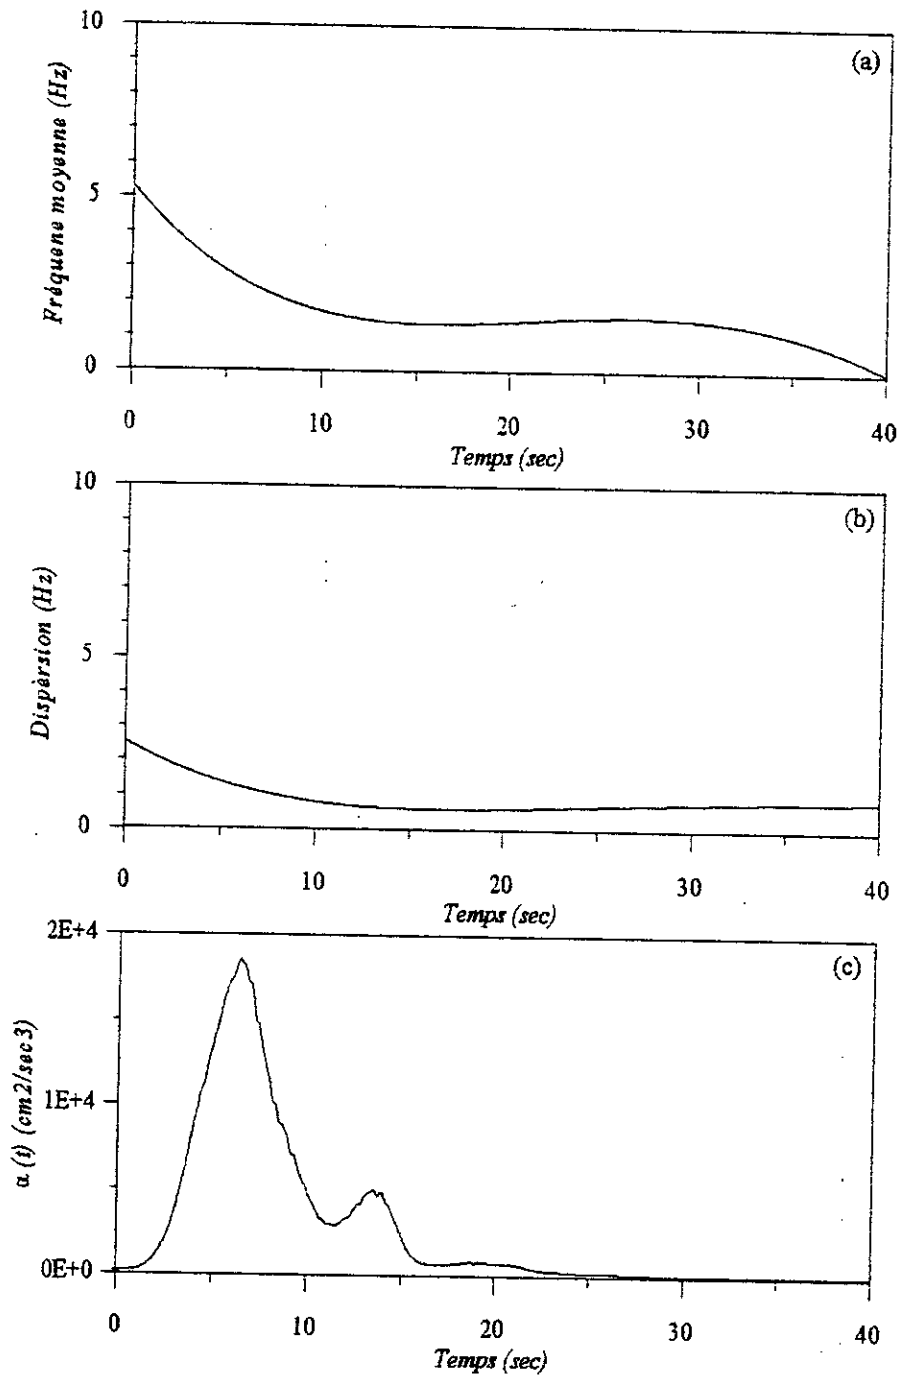 10
(a)
Fréquene moyenne (Hz)
5
0
0 10 20 30 40
Temps (sec)
10
(b)
Dispersion (Hz)
5
0
0 10 20 30 40
Temps (sec)
2E+4
(c)
α (t) (cm2/sec3)
1E+4
0E+0
0 10 20 30 40
Temps (sec)